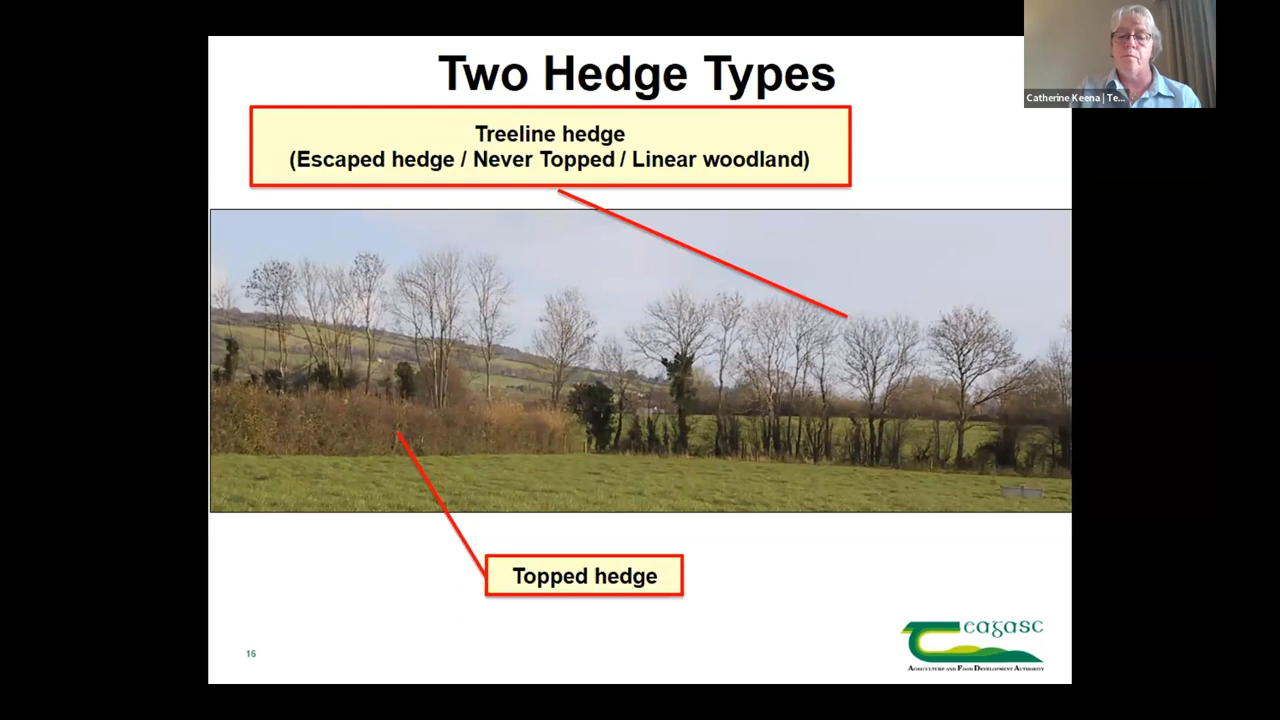 Two Hedge Types
Catherine Keena | Te...
Treeline hedge
(Escaped hedge / Never Topped / Linear woodland)
Topped hedge
16
Teagasc
Agriculture and Food Development Authority